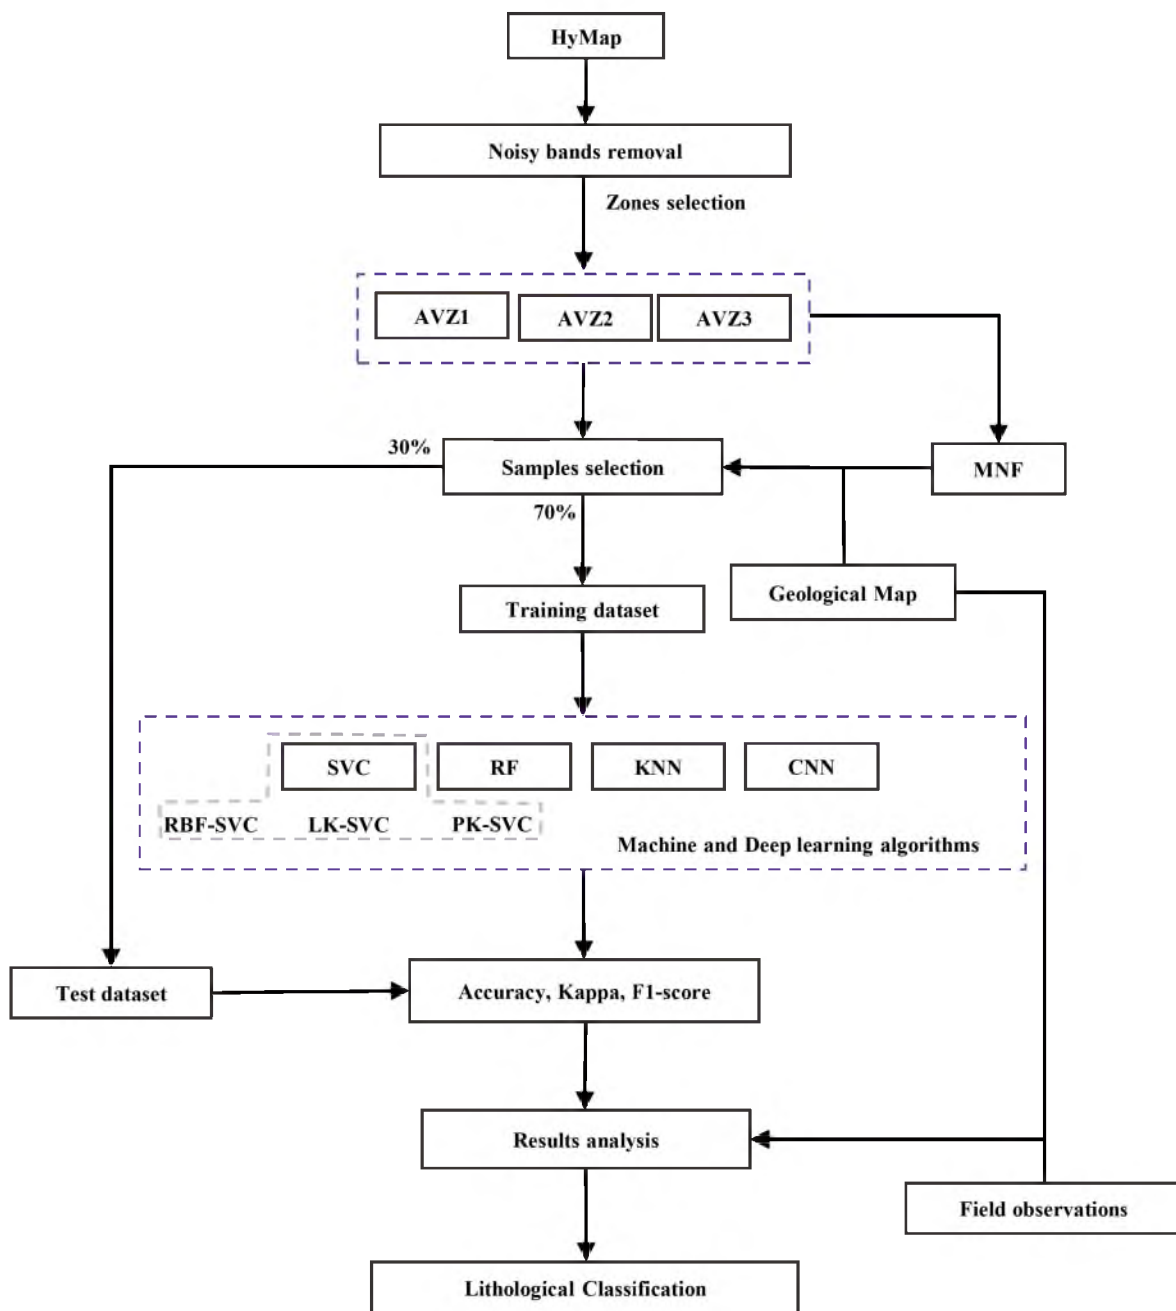 HyMap
Noisy bands removal
Zones selection
AVZ1
AVZ2
AVZ3
30%
Samples selection
MNF
70%
Geological Map
Training dataset
SVC
RF
KNN
CNN
RBF-SVC
LK-SVC
PK-SVC
Machine and Deep learning algorithms
Test dataset
Accuracy, Kappa, F1-score
Results analysis
Field observations
Lithological Classification